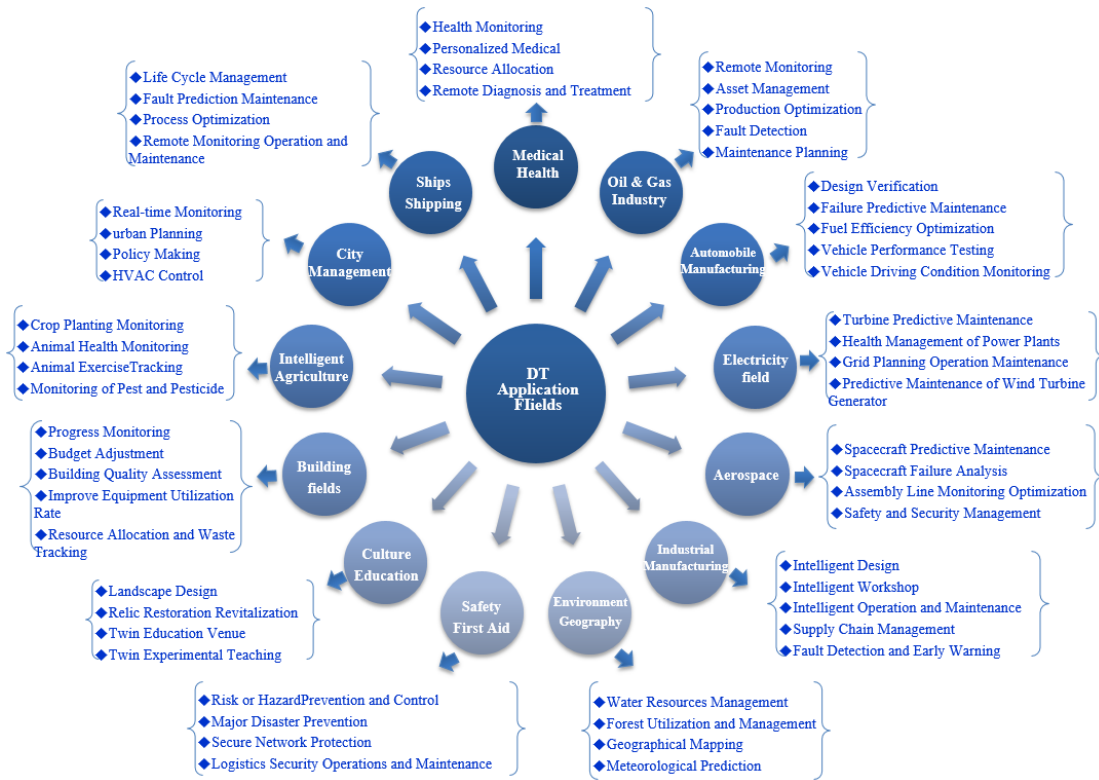 DT
Application
FIields
Medical
Health
◆Health Monitoring
◆Personalized Medical
◆Resource Allocation
◆Remote Diagnosis and Treatment
Oil & Gas
Industry
◆Remote Monitoring
◆Asset Management
◆Production Optimization
◆Fault Detection
◆Maintenance Planning
Automobile
Manufacturing
◆Design Verification
◆Failure Predictive Maintenance
◆Fuel Efficiency Optimization
◆Vehicle Performance Testing
◆Vehicle Driving Condition Monitoring
Electricity
field
◆Turbine Predictive Maintenance
◆Health Management of Power Plants
◆Grid Planning Operation Maintenance
◆Predictive Maintenance of Wind Turbine
Generator
Aerospace
◆Spacecraft Predictive Maintenance
◆Spacecraft Failure Analysis
◆Assembly Line Monitoring Optimization
◆Safety and Security Management
Industrial
Manufacturing
◆Intelligent Design
◆Intelligent Workshop
◆Intelligent Operation and Maintenance
◆Supply Chain Management
◆Fault Detection and Early Warning
Environment
Geography
◆Water Resources Management
◆Forest Utilization and Management
◆Geographical Mapping
◆Meteorological Prediction
Safety
First Aid
◆Risk or HazardPrevention and Control
◆Major Disaster Prevention
◆Secure Network Protection
◆Logistics Security Operations and Maintenance
Culture
Education
◆Landscape Design
◆Relic Restoration Revitalization
◆Twin Education Venue
◆Twin Experimental Teaching
Building
fields
◆Progress Monitoring
◆Budget Adjustment
◆Building Quality Assessment
◆Improve Equipment Utilization
Rate
◆Resource Allocation and Waste
Tracking
Intelligent
Agriculture
◆Crop Planting Monitoring
◆Animal Health Monitoring
◆Animal ExerciseTracking
◆Monitoring of Pest and Pesticide
City
Management
◆Real-time Monitoring
◆urban Planning
◆Policy Making
◆HVAC Control
Ships
Shipping
◆Life Cycle Management
◆Fault Prediction Maintenance
◆Process Optimization
◆Remote Monitoring Operation and
Maintenance